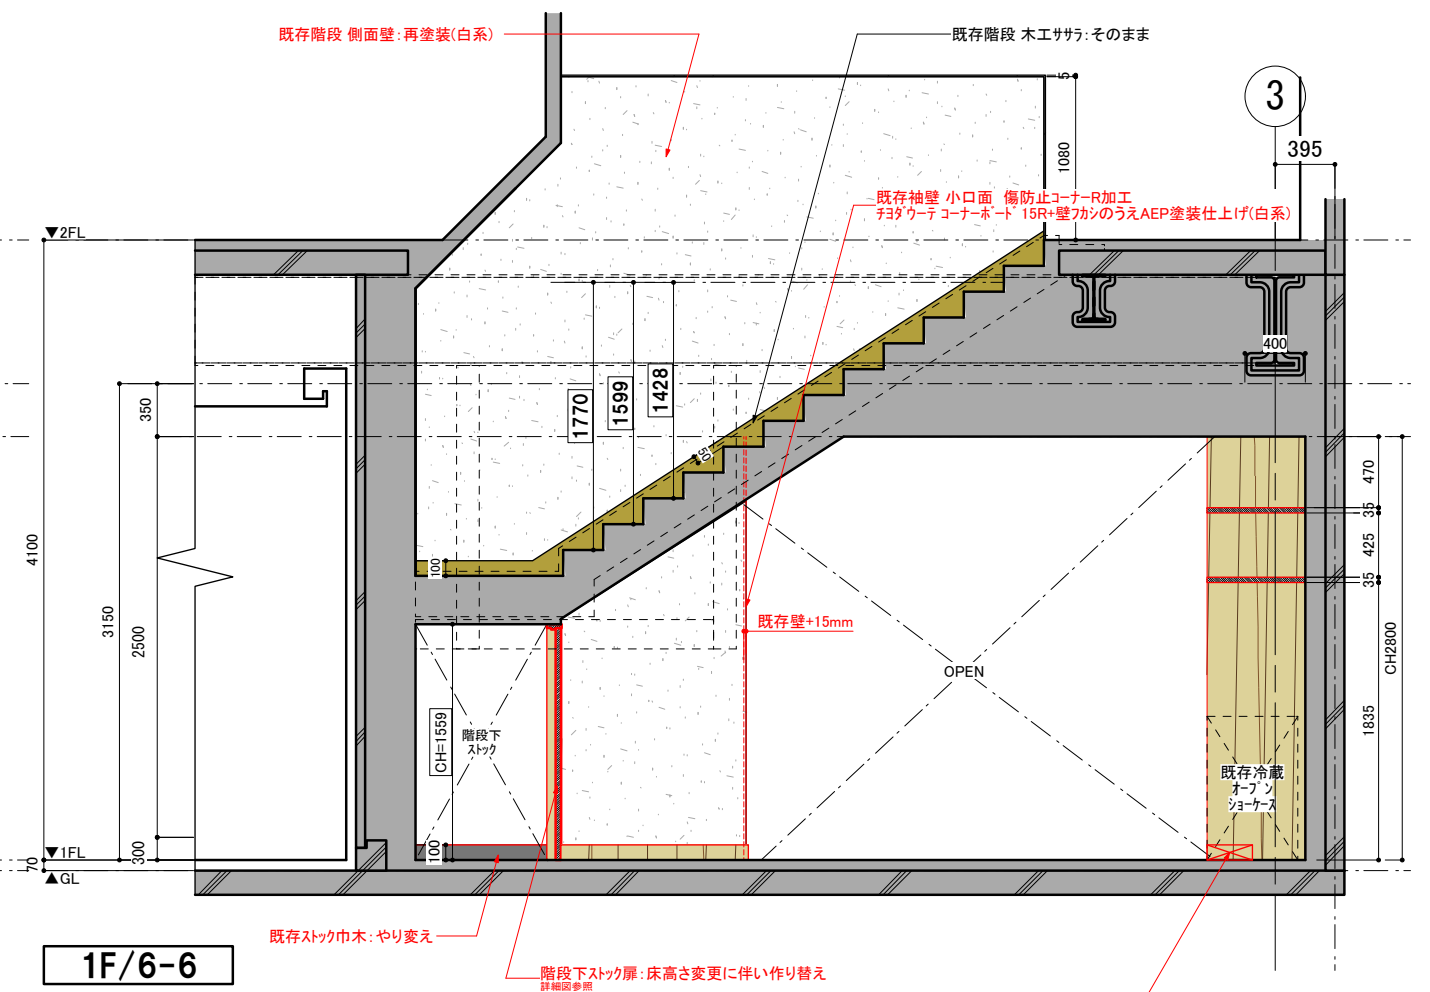 既存階段 側面壁：再塗装(白系)
既存階段 木工ササラ：そのまま
3
395
5
1080
既存袖壁 小口面　傷防止コーナーR加工
チヨダウーテ コーナーボード 15R+壁フカシのうえAEP塗装仕上げ(白系)
▼2FL
400
350
1770
1599
1428
50
470
35
425
35
4100
3150
2500
100
既存壁+15mm
CH2800
OPEN
1835
CH=1559
階段下
ストック
既存冷蔵
オープン
ショーケース
▼1FL
300
100
70
▲GL
既存ストック巾木：やり変え
1F/6-6
階段下ストック扉：床高さ変更に伴い作り替え
詳細図参照